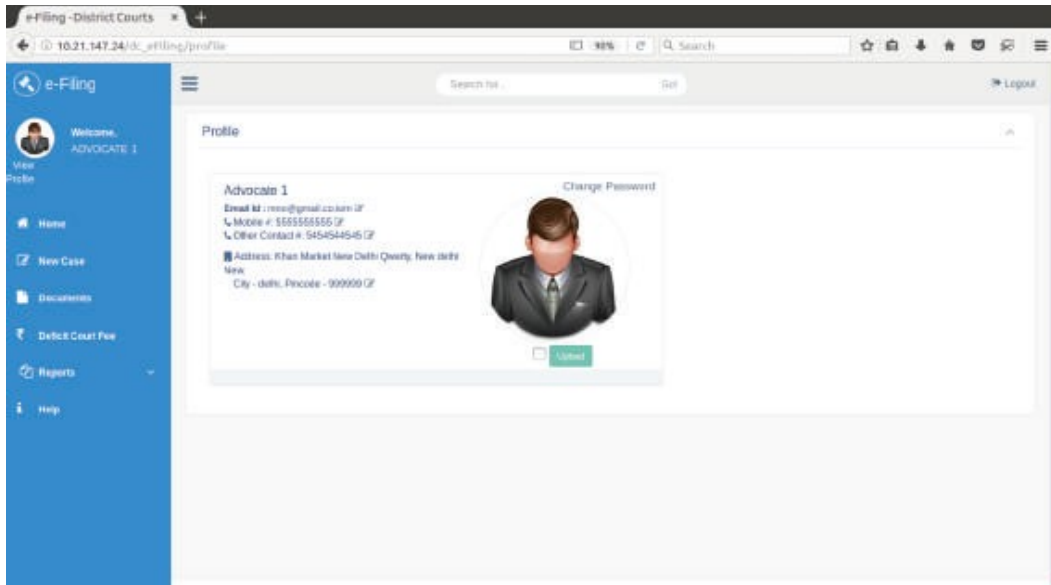 e-Filing -District Courts
10.21.147.24/dc_efiling/profile
90%
Search
e-Filing
Search for...
Go!
Logout
Welcome,
ADVOCATE 1
View
Profile
Profile
Advocate 1
Change Password
Email Id :
Mobile #: 5555555555
Other Contact #: 5454544545
Address: Khan Market New Delhi Qwerty, New delhi
New,
City - delhi, Pincode - 999999
Upload
Home
New Case
Documents
Deficit Court Fee
Reports
Help